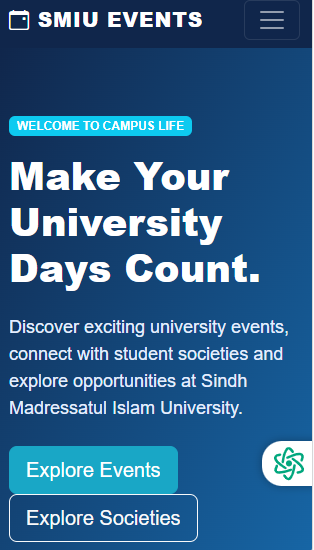 SMIU EVENTS
WELCOME TO CAMPUS LIFE
Make Your
University
Days Count.
Discover exciting university events,
connect with student societies and
explore opportunities at Sindh
Madressatul Islam University.
Explore Events
Explore Societies